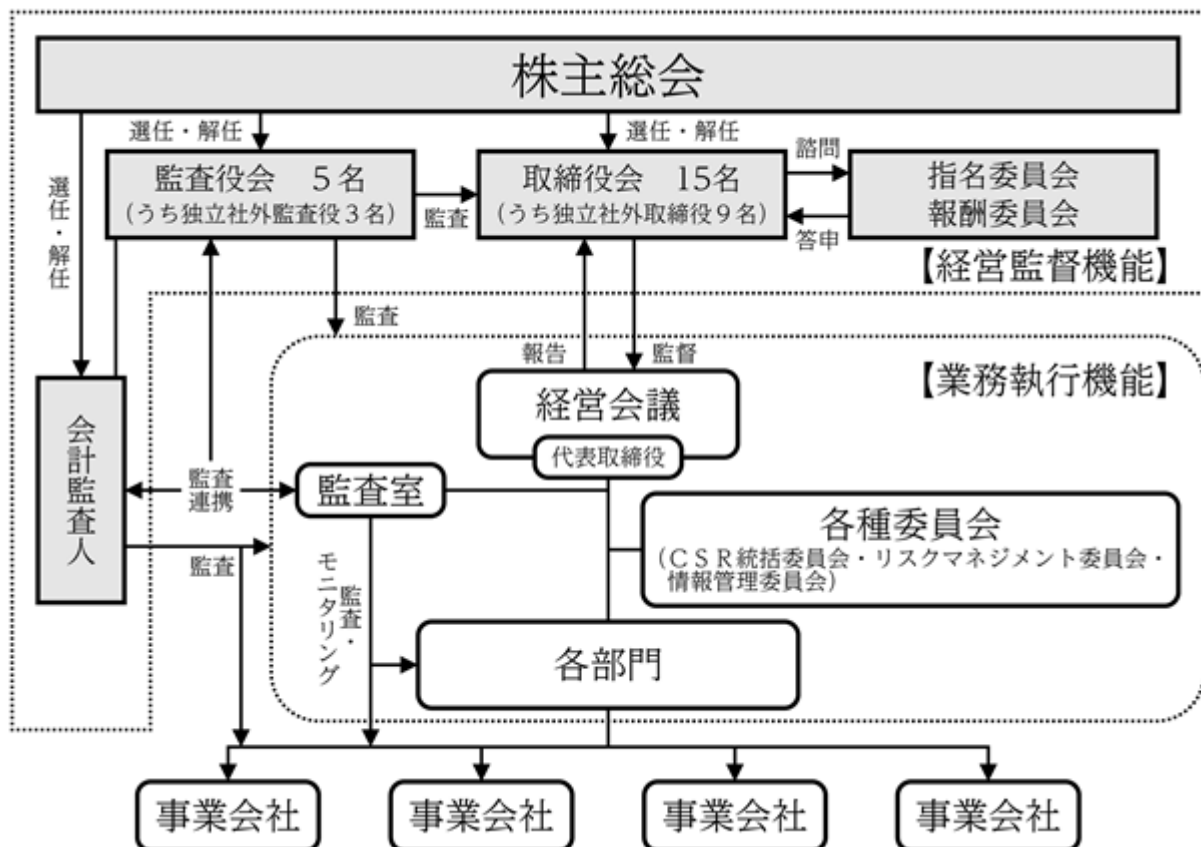 株主総会
選任・解任
選任・解任
選任・解任
監査役会 5名
(うち独立社外監査役3名)
監査
取締役会 15名
(うち独立社外取締役9名)
諮問
答申
指名委員会
報酬委員会
【経営監督機能】
監査
報告
監督
【業務執行機能】
経営会議
代表取締役
会計監査人
監査
連携
監査室
各種委員会
(CSR統括委員会・リスクマネジメント委員会・
情報管理委員会)
監査
監査・
モニタリング
各部門
事業会社
事業会社
事業会社
事業会社